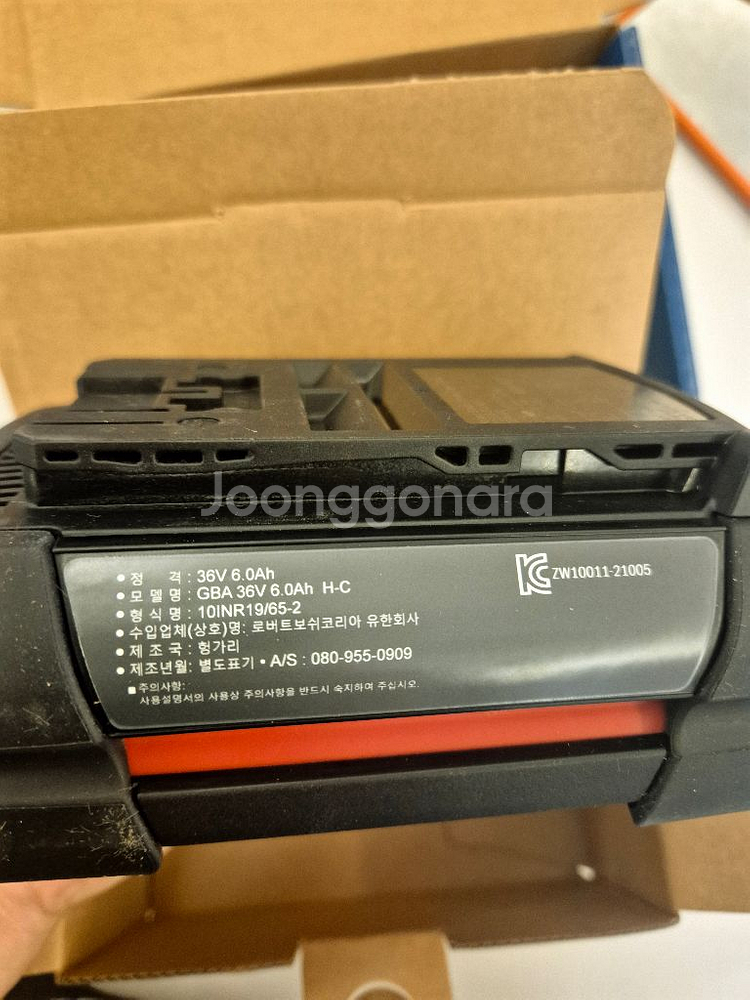 Joonggonara
• 정 격 : 36V 6.0Ah
• 모 델 명 : GBA 36V 6.0Ah H-C
• 형 식 명 : 10INR19/65-2
• 수입업체(상호)명: 로버트보쉬코리아 유한회사
• 제 조 국 : 헝가리
• 제조년월: 별도표기 • A/S : 080-955-0909
■ 주의사항:
사용설명서의 사용상 주의사항을 반드시 숙지하여 주십시오.
KC ZW10011-21005